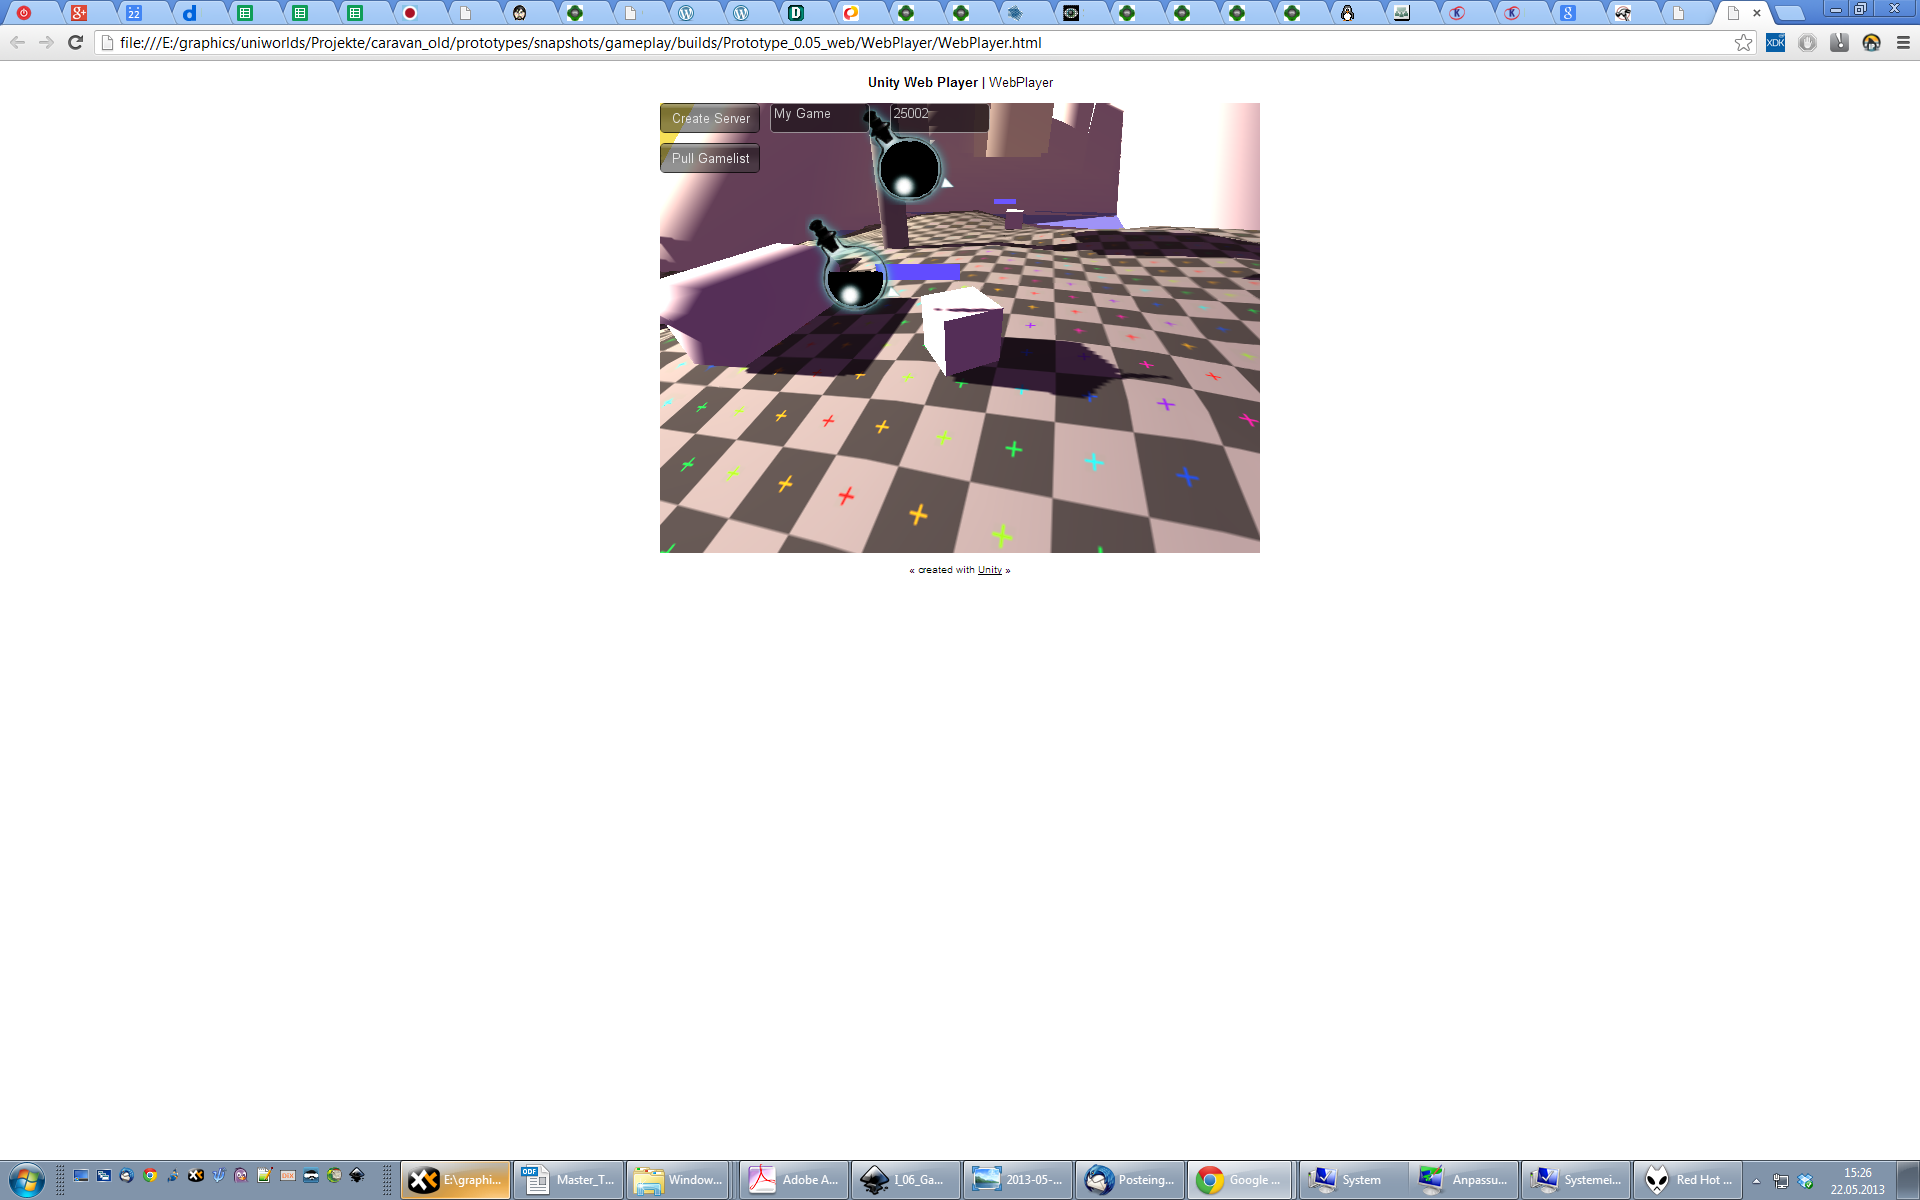 file:///E:/graphics/uniworlds/Projekte/caravan_old/prototypes/snapshots/gameplay/builds/Prototype_0.05_web/WebPlayer/WebPlayer.html
XDK
Unity Web Player | WebPlayer
Create Server
My Game
25002
Pull Gamelist
« created with Unity »
E:\graphi...
Master_T...
Window...
Adobe A...
I_06_Ga...
2013-05-...
Posteing...
Google ...
System
Anpassu...
Systemei...
Red Hot ...
15:26
22.05.2013